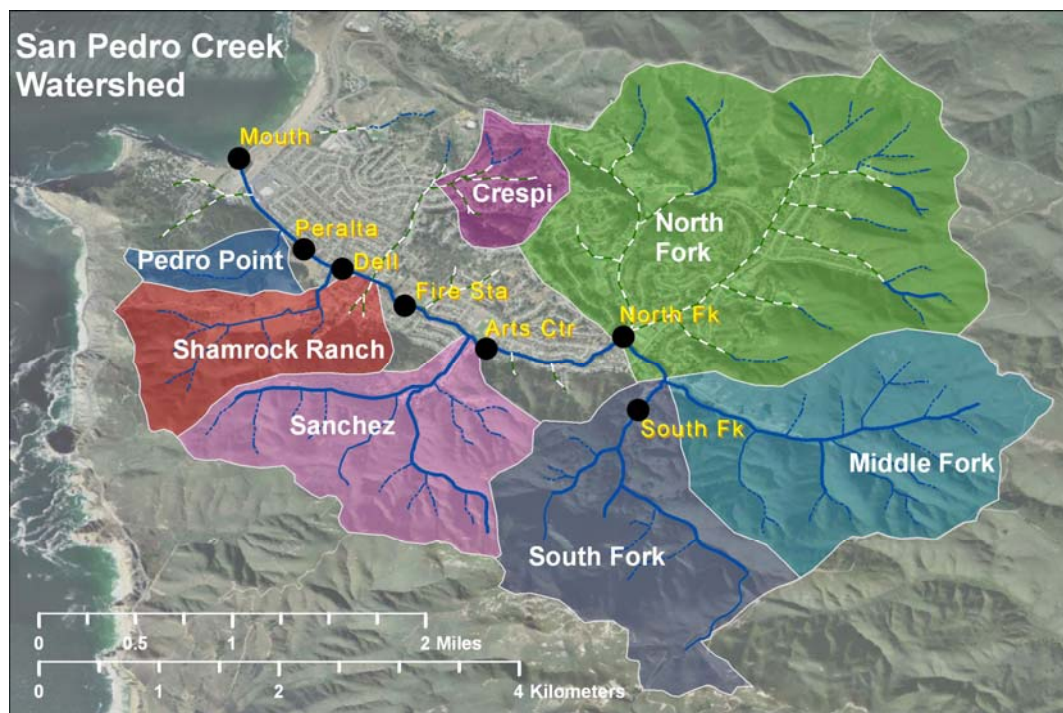 San Pedro Creek
Watershed
Mouth
Crespi
North
Fork
Peralta
Pedro Point
Dell
Fire Sta
North Fk
Arts Ctr
Shamrock Ranch
Sanchez
South Fk
Middle Fork
South Fork
0 0.5 1 2 Miles
0 1 2 4 Kilometers